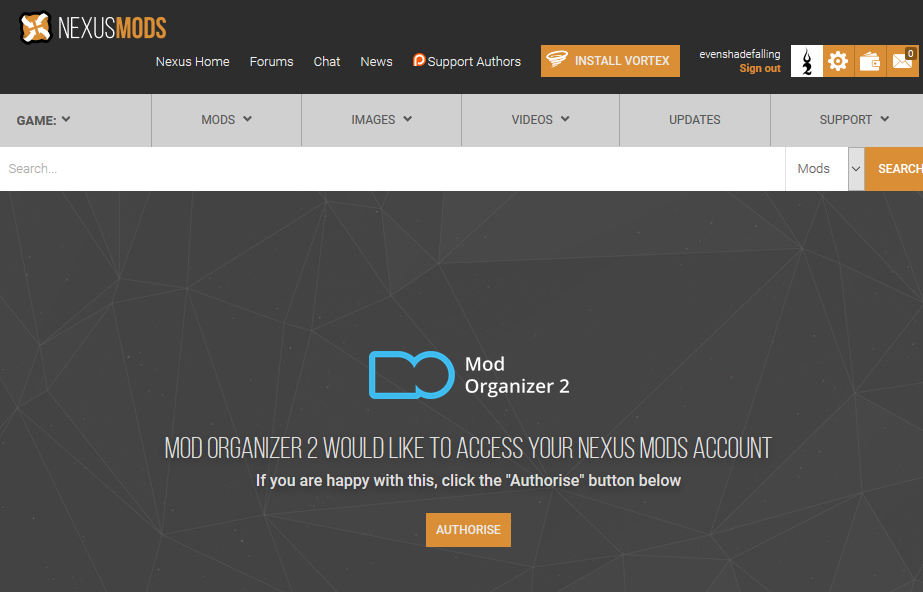 NEXUSMODS
Nexus Home Forums Chat News Support Authors INSTALL VORTEX evenshadefalling
Sign out
0
GAME: MODS IMAGES VIDEOS UPDATES SUPPORT
Search... Mods SEARCH
Mod
Organizer 2
MOD ORGANIZER 2 WOULD LIKE TO ACCESS YOUR NEXUS MODS ACCOUNT
If you are happy with this, click the "Authorise" button below
AUTHORISE